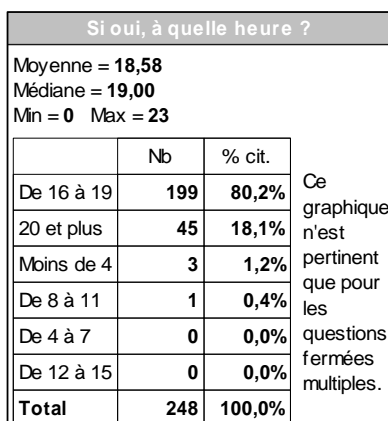 Si oui, à quelle heure ?
Moyenne = 18,58
Médiane = 19,00
Min = 0 Max = 23
Nb % cit.
De 16 à 19 199 80,2%
20 et plus 45 18,1%
Moins de 4 3 1,2%
De 8 à 11 1 0,4%
De 4 à 7 0 0,0%
De 12 à 15 0 0,0%
Total 248 100,0%
Ce
graphique
n'est
pertinent
que pour
les
questions
fermées
multiples.